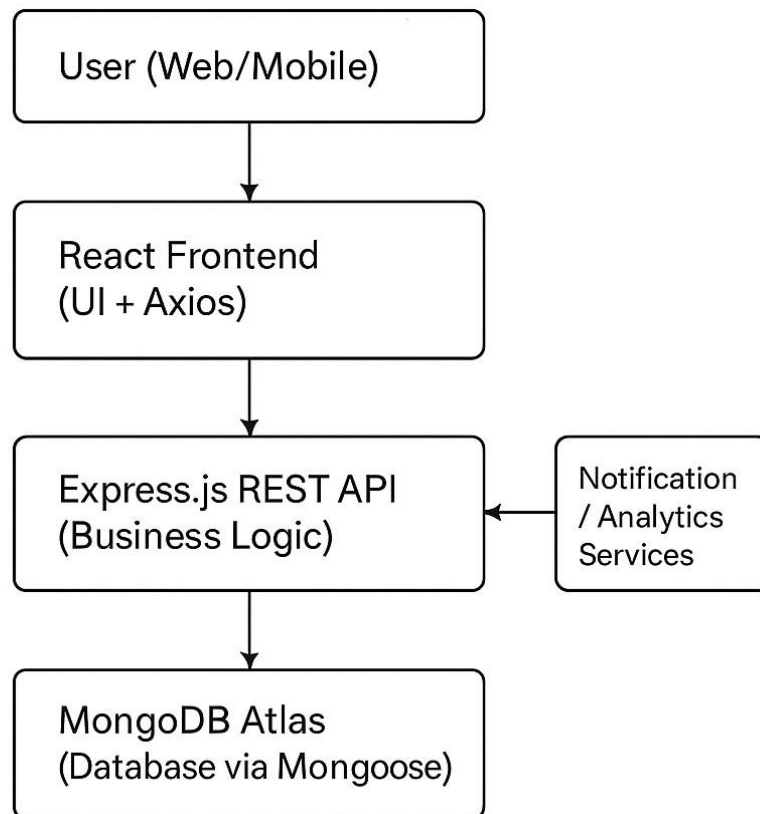 User (Web/Mobile)
React Frontend
(UI + Axios)
Express.js REST API
(Business Logic)
Notification
/ Analytics
Services
MongoDB Atlas
(Database via Mongoose)